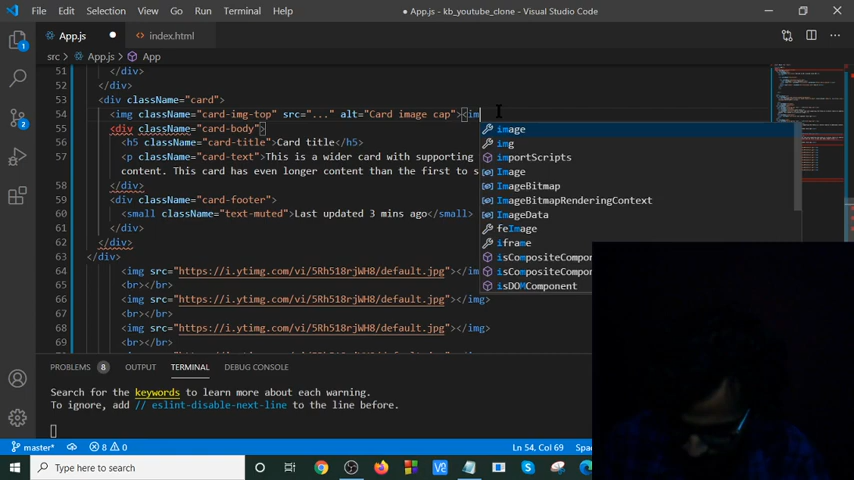 File Edit Selection View Go Run Terminal Help
● App.js - kb_youtube_clone - Visual Studio Code
App.js ● index.html
src > App.js > App
51 </div>
52 </div>
53 <div className="card">
54 <img className="card-img-top" src="..." alt="Card image cap"><im
55 <div className="card-body">
56 <h5 className="card-title">Card title</h5>
57 <p className="card-text">This is a wider card with supporting
content. This card has even longer content than the first to s
58 </div>
59 <div className="card-footer">
60 <small className="text-muted">Last updated 3 mins ago</small>
61 </div>
62 </div>
63 </div>
64 <img src="https://i.ytimg.com/vi/5Rh518rjWH8/default.jpg"></im
65 <br></br>
66 <img src="https://i.ytimg.com/vi/5Rh518rjWH8/default.jpg"></img>
67 <br></br>
68 <img src="https://i.ytimg.com/vi/5Rh518rjWH8/default.jpg"></img>
69 <br></br>
image
img
importScripts
Image
ImageBitmap
ImageBitmapRenderingContext
ImageData
feImage
iframe
isCompositeCompo
isCompositeCompo
isDOMComponent
PROBLEMS 8 OUTPUT TERMINAL DEBUG CONSOLE
Search for the keywords to learn more about each warning.
To ignore, add // eslint-disable-next-line to the line before.
master* 8 0 Ln 54, Col 69 Spac
Type here to search